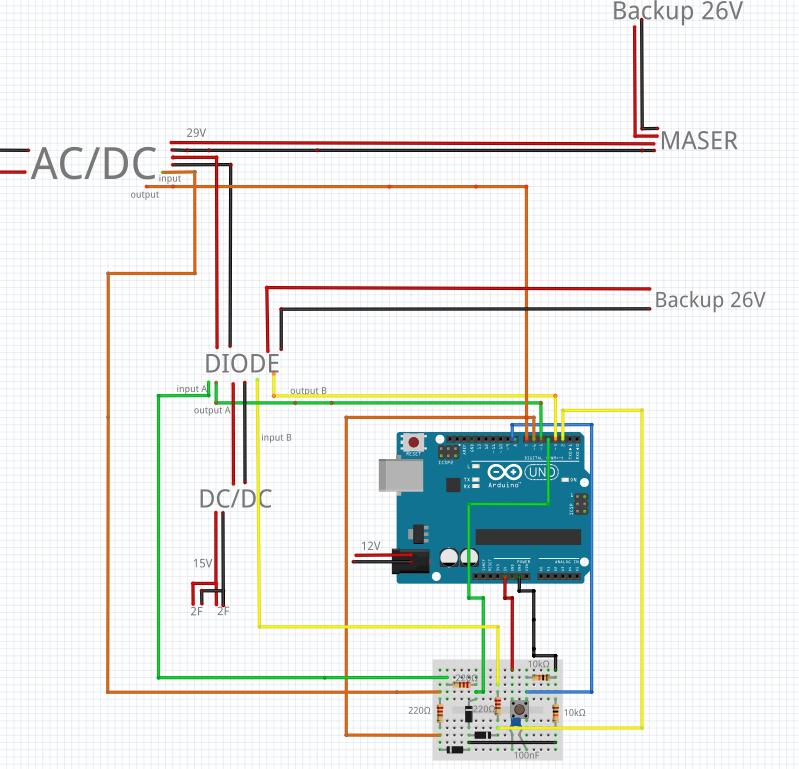 Backup 26V
29V
MASER
AC/DC
input
output
Backup 26V
DIODE
input A
output B
output A
input B
RESET
ICSP2
L
TX
RX
Arduino
UNO
ON
ICSP
DC/DC
12V
15V
POWER
ANALOG IN
2F
2F
10kΩ
220Ω
220Ω
220Ω
10kΩ
100nF